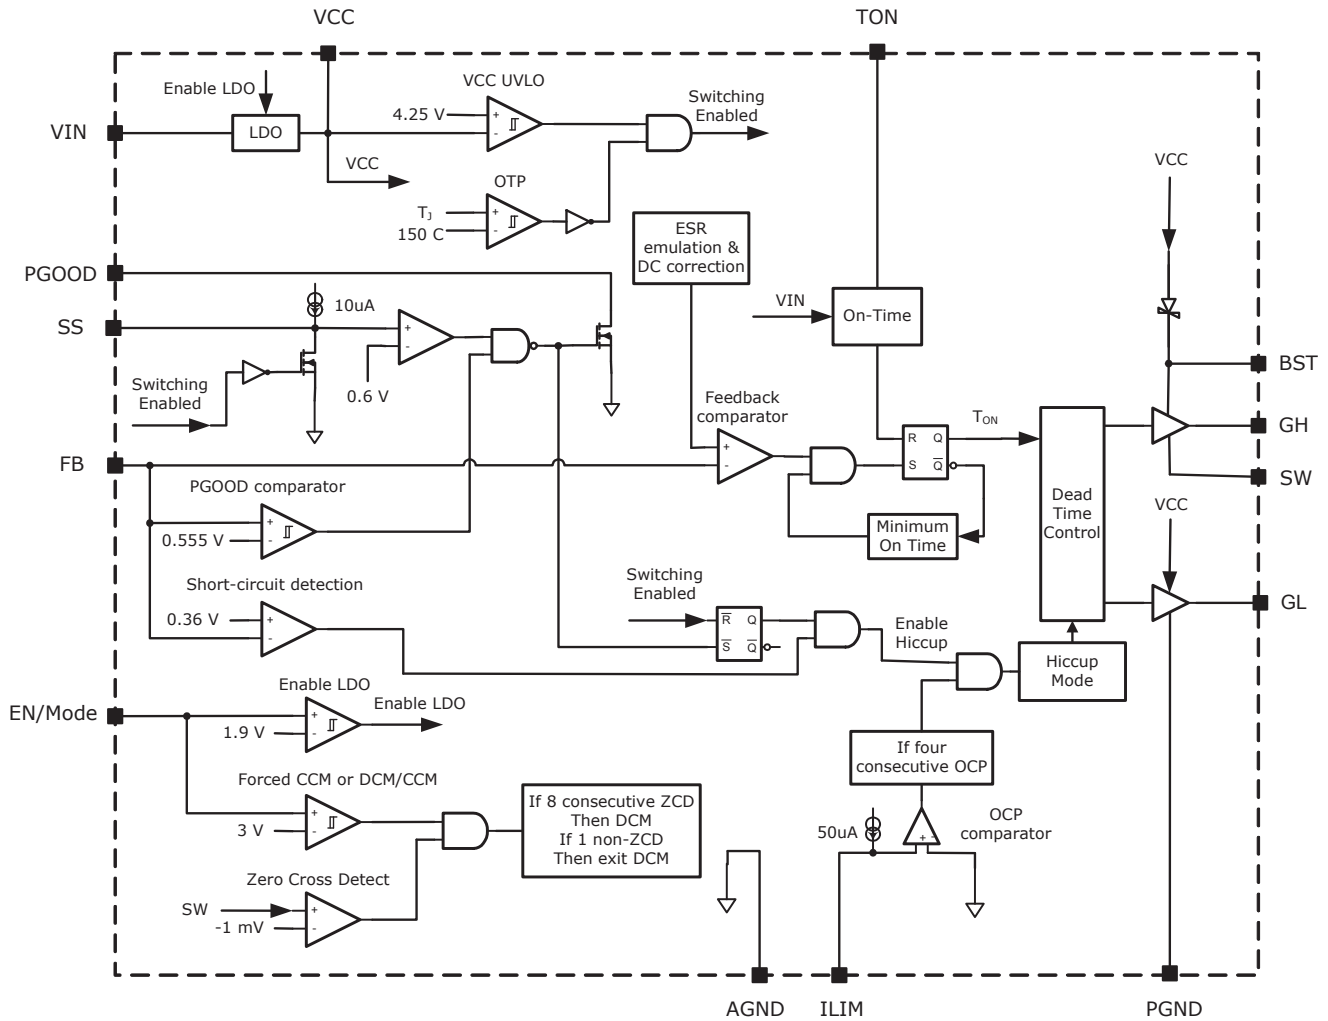 VCC
TON
Enable LDO
VCC UVLO
Switching
Enabled
4.25 V
+
-
VIN
LDO
VCC
VCC
OTP
TJ
150 C
+
-
ESR
emulation &
DC correction
PGOOD
10uA
VIN
On-Time
SS
+
-
0.6 V
Switching
Enabled
BST
Feedback
comparator
TON
GH
R Q
S Q
+
-
FB
SW
PGOOD comparator
+
-
0.555 V
Dead
Time
Control
VCC
Minimum
On Time
Short-circuit detection
Switching
Enabled
0.36 V
+
-
R Q
S Q
Enable
Hiccup
GL
Hiccup
Mode
Enable LDO
EN/Mode
+
-
1.9 V
Enable LDO
If four
consecutive OCP
Forced CCM or DCM/CCM
+
-
3 V
If 8 consecutive ZCD
Then DCM
If 1 non-ZCD
Then exit DCM
50uA
+ -
OCP
comparator
Zero Cross Detect
SW
-1 mV
+
-
AGND
ILIM
PGND